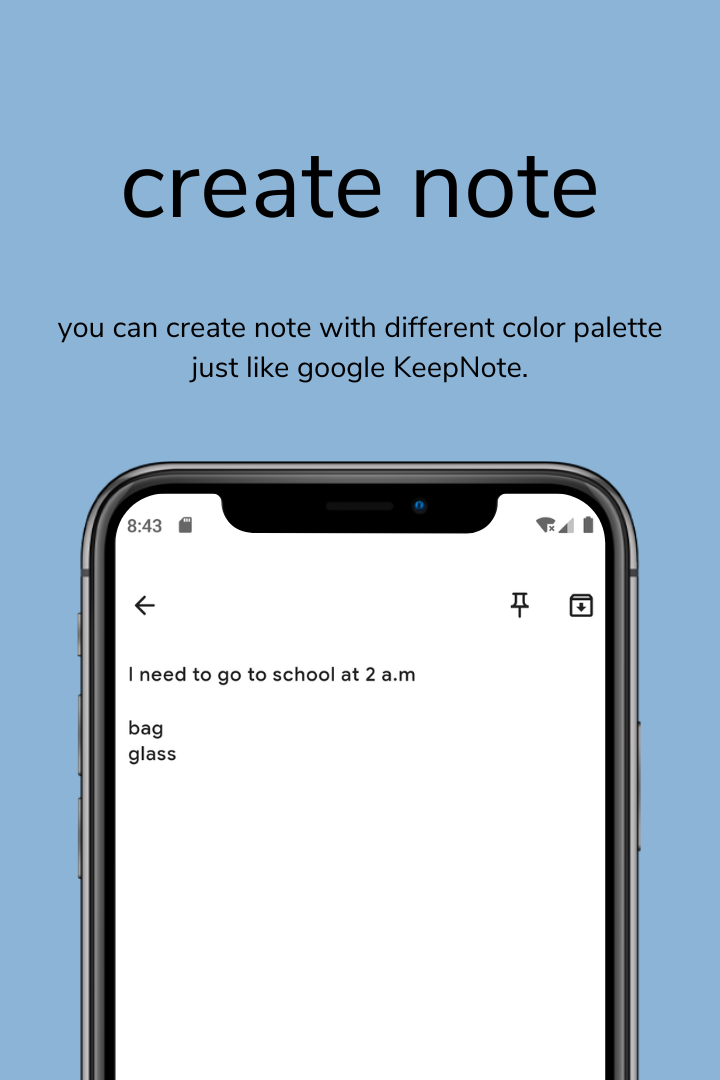 create note
you can create note with different color palette
just like google KeepNote.
8:43
I need to go to school at 2 a.m
bag
glass